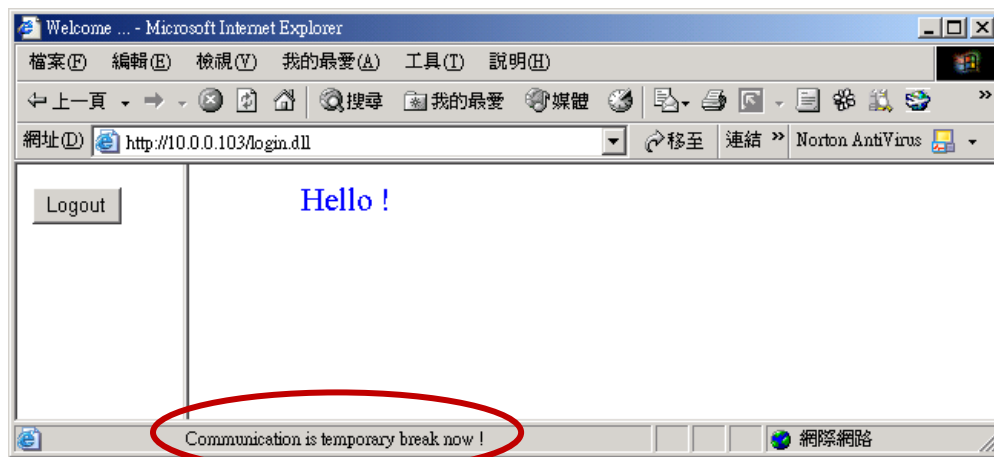 Welcome ... - Microsoft Internet Explorer
檔案(F) 編輯(E) 檢視(V) 我的最愛(A) 工具(T) 說明(H)
上一頁 搜尋 我的最愛 媒體 »
網址(D) http://10.0.0.103/login.dll 移至 連結 » Norton AntiVirus
Logout
Hello !
Communication is temporary break now !
網際網路